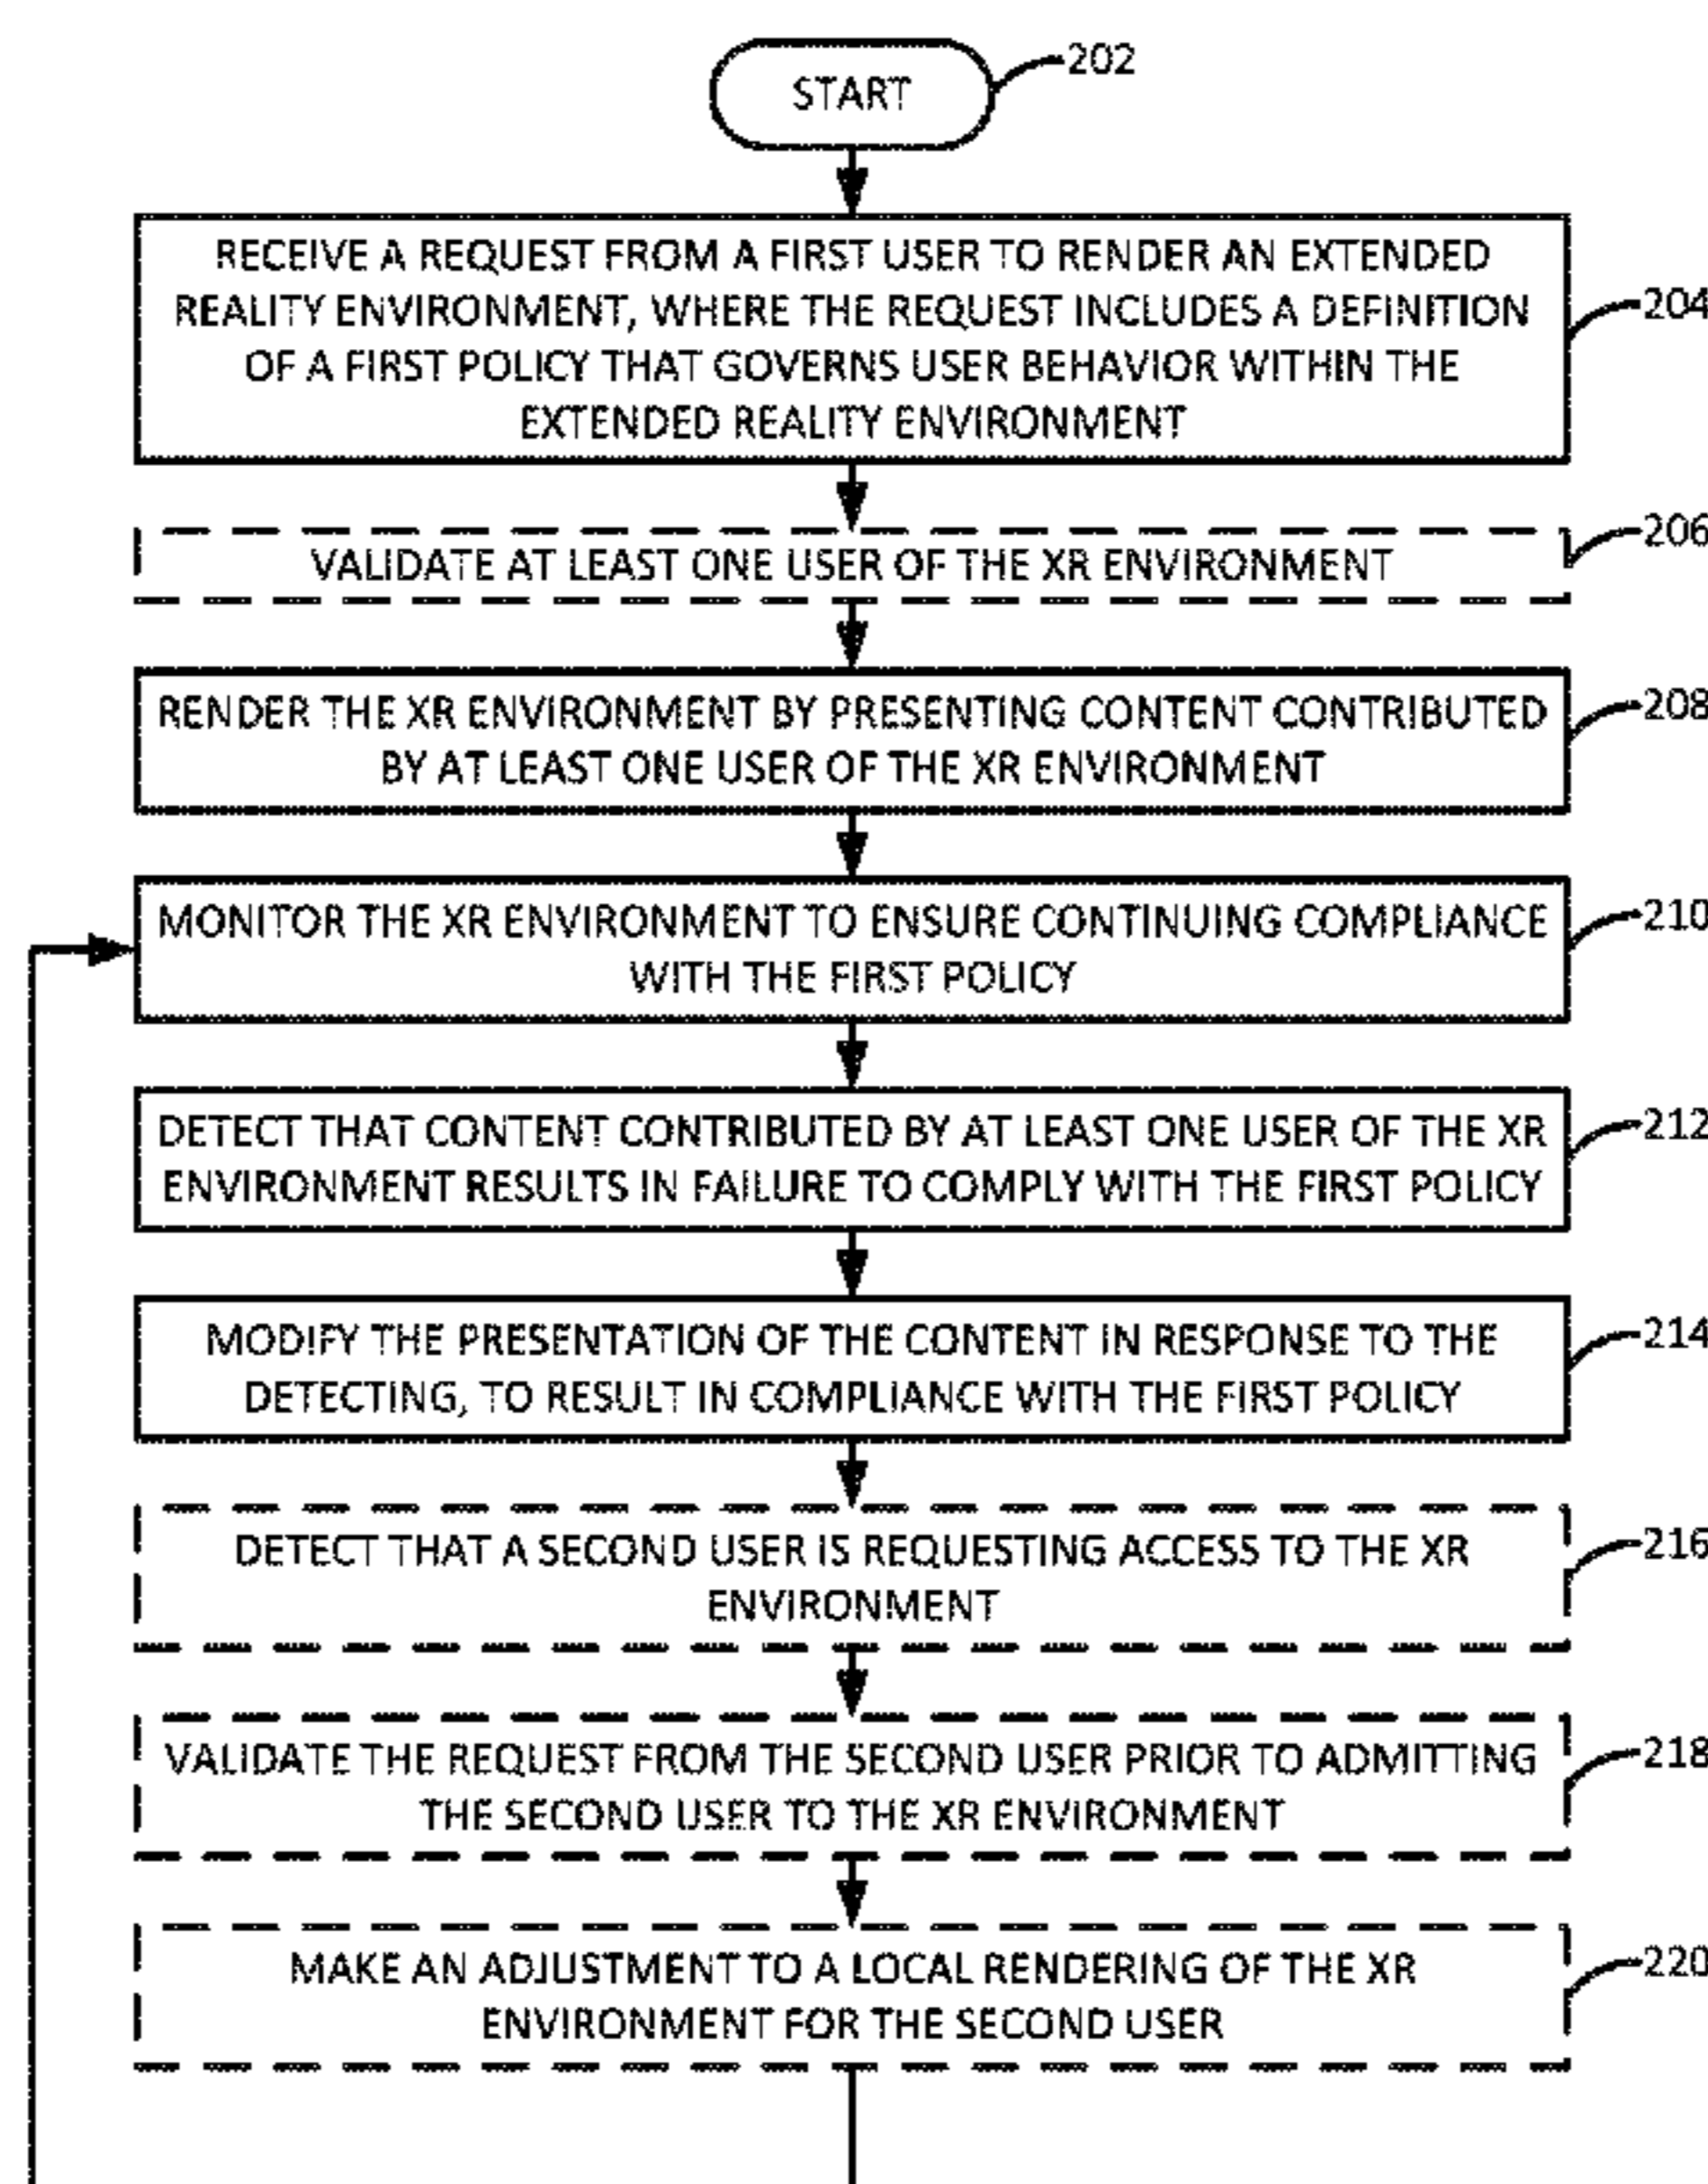 START
202
RECEIVE A REQUEST FROM A FIRST USER TO RENDER AN EXTENDED
REALITY ENVIRONMENT, WHERE THE REQUEST INCLUDES A DEFINITION
OF A FIRST POLICY THAT GOVERNS USER BEHAVIOR WITHIN THE
EXTENDED REALITY ENVIRONMENT
204
VALIDATE AT LEAST ONE USER OF THE XR ENVIRONMENT
206
RENDER THE XR ENVIRONMENT BY PRESENTING CONTENT CONTRIBUTED
BY AT LEAST ONE USER OF THE XR ENVIRONMENT
208
MONITOR THE XR ENVIRONMENT TO ENSURE CONTINUING COMPLIANCE
WITH THE FIRST POLICY
210
DETECT THAT CONTENT CONTRIBUTED BY AT LEAST ONE USER OF THE XR
ENVIRONMENT RESULTS IN FAILURE TO COMPLY WITH THE FIRST POLICY
212
MODIFY THE PRESENTATION OF THE CONTENT IN RESPONSE TO THE
DETECTING, TO RESULT IN COMPLIANCE WITH THE FIRST POLICY
214
DETECT THAT A SECOND USER IS REQUESTING ACCESS TO THE XR
ENVIRONMENT
216
VALIDATE THE REQUEST FROM THE SECOND USER PRIOR TO ADMITTING
THE SECOND USER TO THE XR ENVIRONMENT
218
MAKE AN ADJUSTMENT TO A LOCAL RENDERING OF THE XR
ENVIRONMENT FOR THE SECOND USER
220